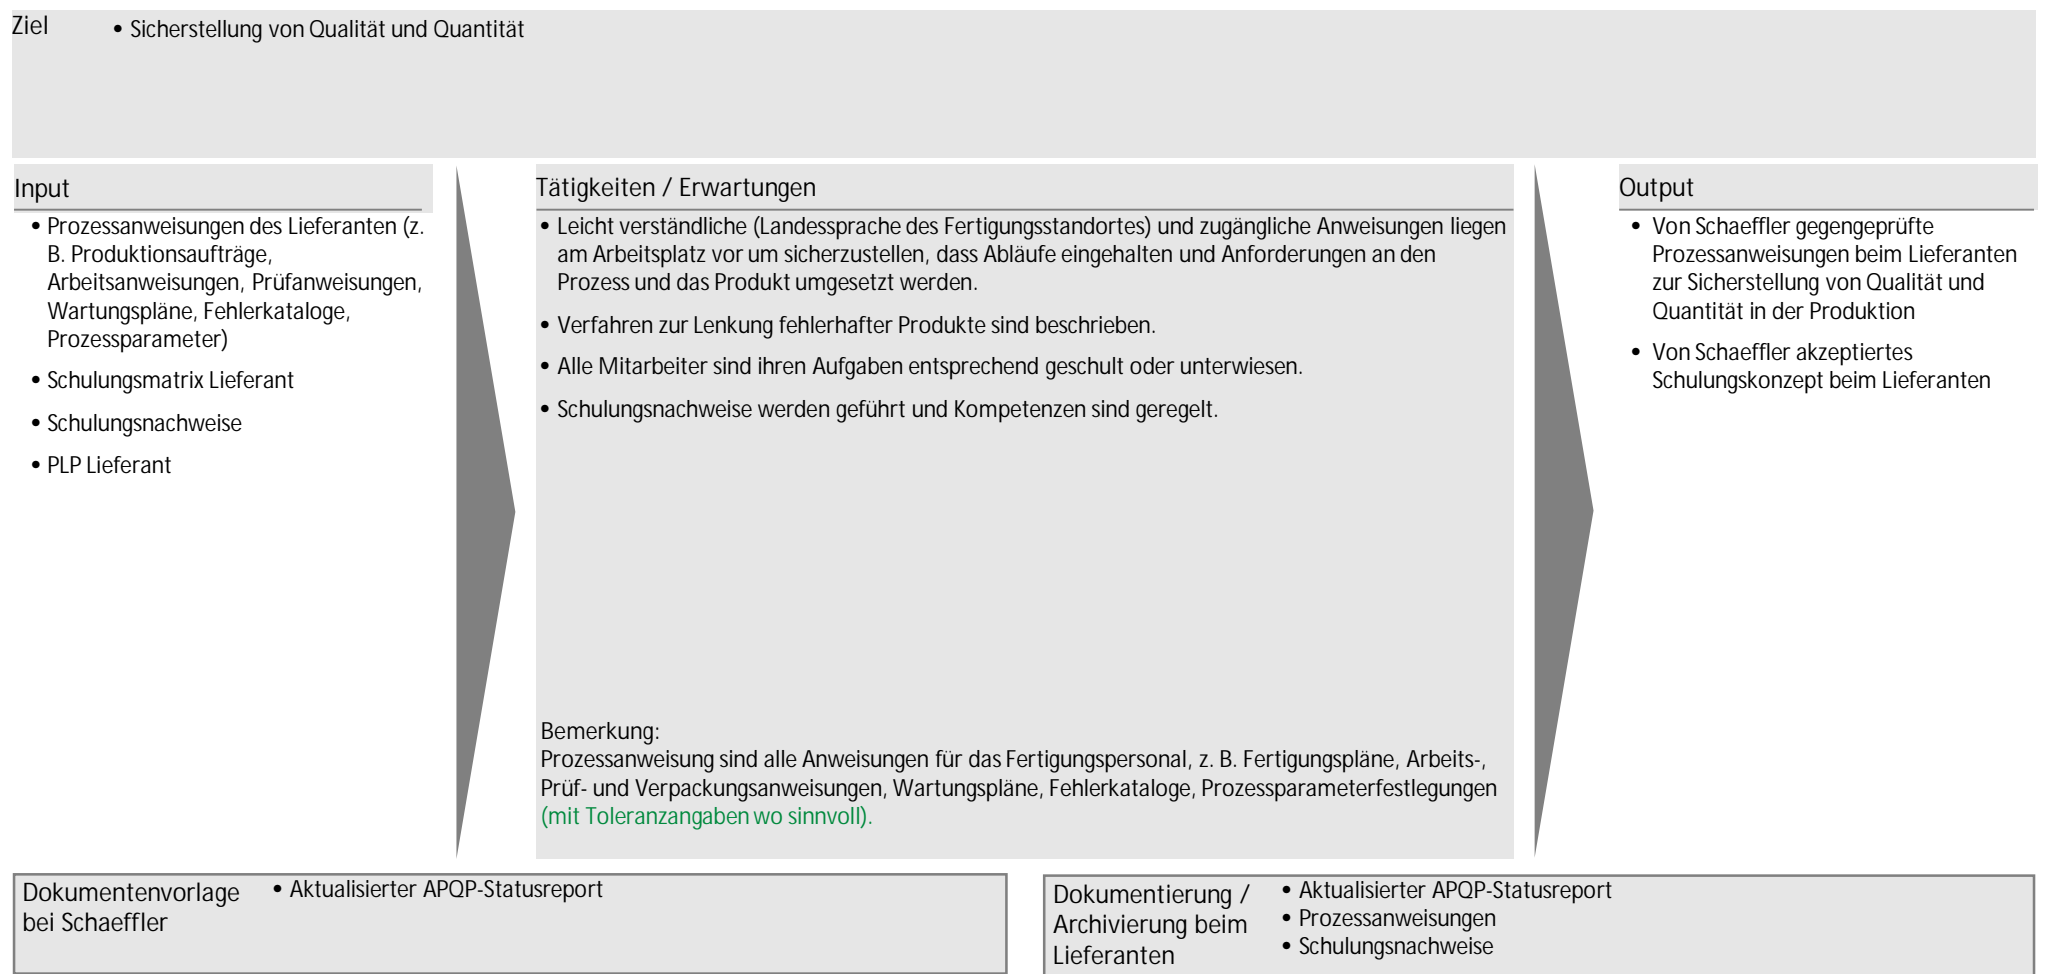 Ziel
• Sicherstellung von Qualität und Quantität
Input
• Prozessanweisungen des Lieferanten (z.
B. Produktionsaufträge,
Arbeitsanweisungen, Prüfanweisungen,
Wartungspläne, Fehlerkataloge,
Prozessparameter)
• Schulungsmatrix Lieferant
• Schulungsnachweise
• PLP Lieferant
Tätigkeiten / Erwartungen
• Leicht verständliche (Landessprache des Fertigungsstandortes) und zugängliche Anweisungen liegen
am Arbeitsplatz vor um sicherzustellen, dass Abläufe eingehalten und Anforderungen an den
Prozess und das Produkt umgesetzt werden.
• Verfahren zur Lenkung fehlerhafter Produkte sind beschrieben.
• Alle Mitarbeiter sind ihren Aufgaben entsprechend geschult oder unterwiesen.
• Schulungsnachweise werden geführt und Kompetenzen sind geregelt.
Bemerkung:
Prozessanweisung sind alle Anweisungen für das Fertigungspersonal, z. B. Fertigungspläne, Arbeits-,
Prüf- und Verpackungsanweisungen, Wartungspläne, Fehlerkataloge, Prozessparameterfestlegungen
(mit Toleranzangaben wo sinnvoll).
Output
• Von Schaeffler gegengeprüfte
Prozessanweisungen beim Lieferanten
zur Sicherstellung von Qualität und
Quantität in der Produktion
• Von Schaeffler akzeptiertes
Schulungskonzept beim Lieferanten
Dokumentenvorlage
bei Schaeffler
• Aktualisierter APQP-Statusreport
Dokumentierung /
Archivierung beim
Lieferanten
• Aktualisierter APQP-Statusreport
• Prozessanweisungen
• Schulungsnachweise